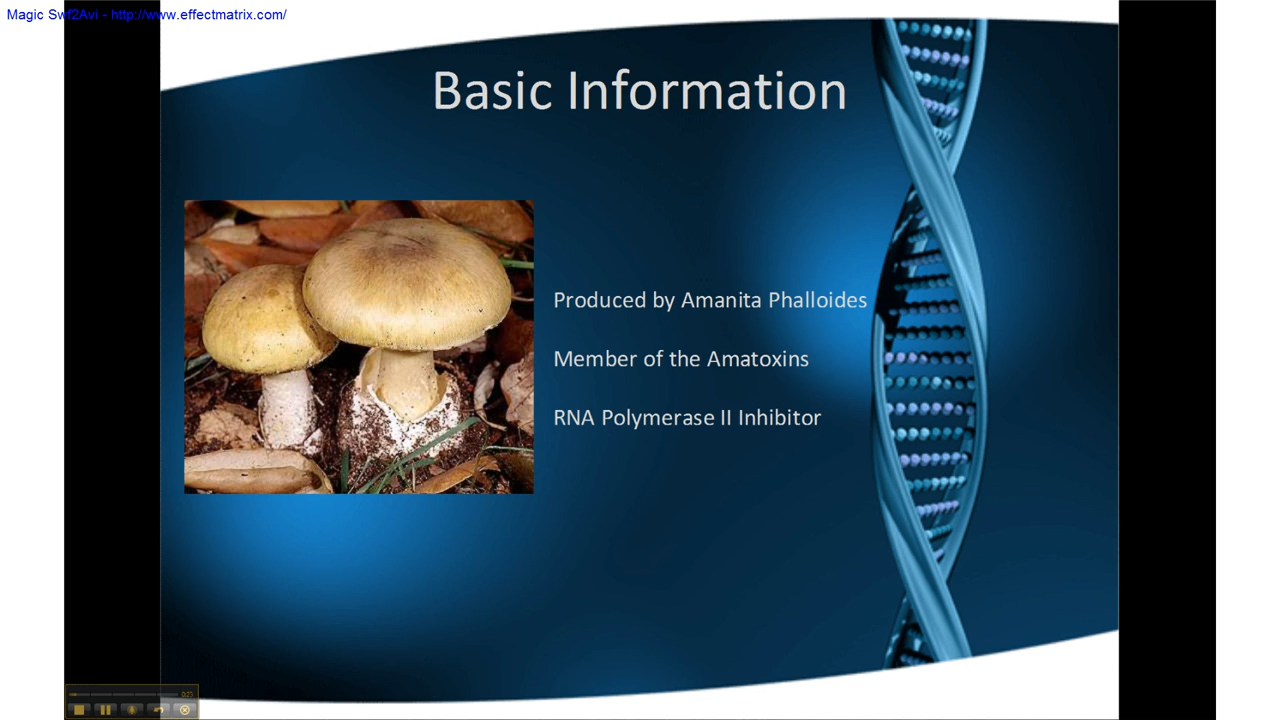 Magic Swf2Avi - http://www.effectmatrix.com/
Basic Information
Produced by Amanita Phalloides
Member of the Amatoxins
RNA Polymerase II Inhibitor